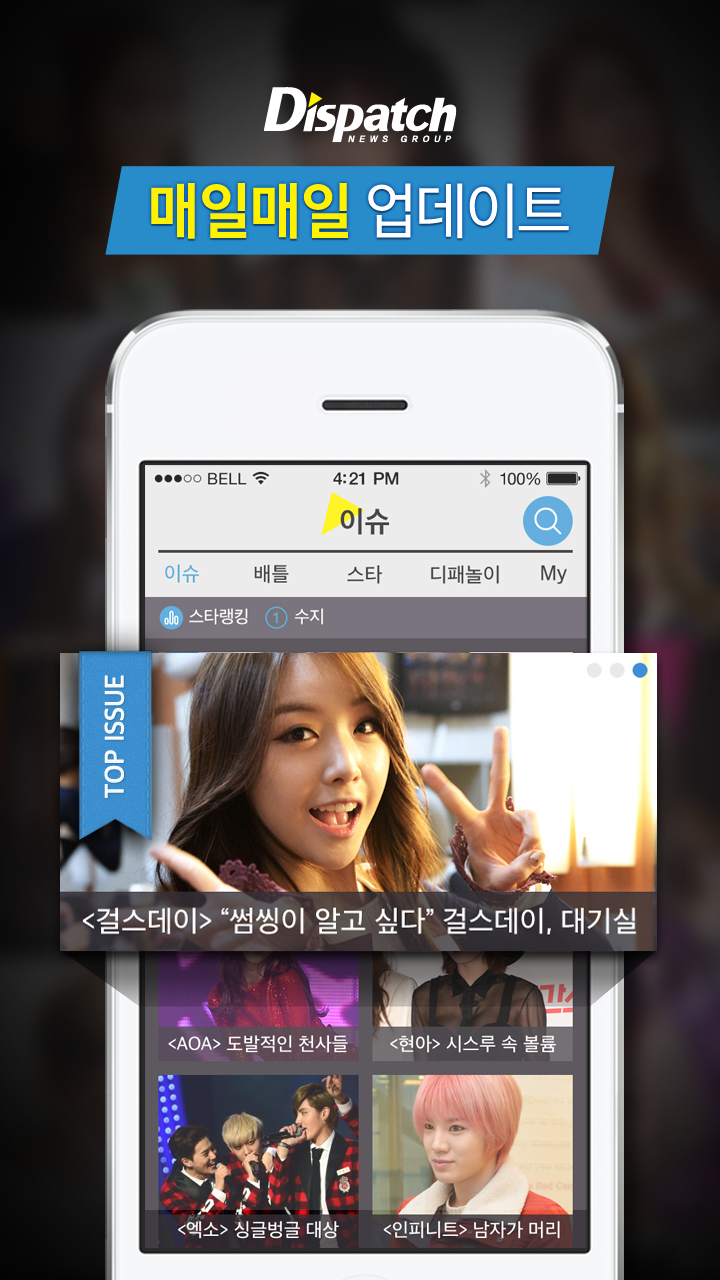 Dispatch
NEWS GROUP
매일매일 업데이트
BELL 4:21 PM 100%
이슈
이슈 배틀 스타 디패놀이 My
스타랭킹 1 수지
TOP ISSUE
<걸스데이> “썸씽이 알고 싶다” 걸스데이, 대기실
<AOA> 도발적인 천사들
<현아> 시스루 속 볼륨
<엑소> 싱글벙글 대상
<인피니트> 남자가 머리